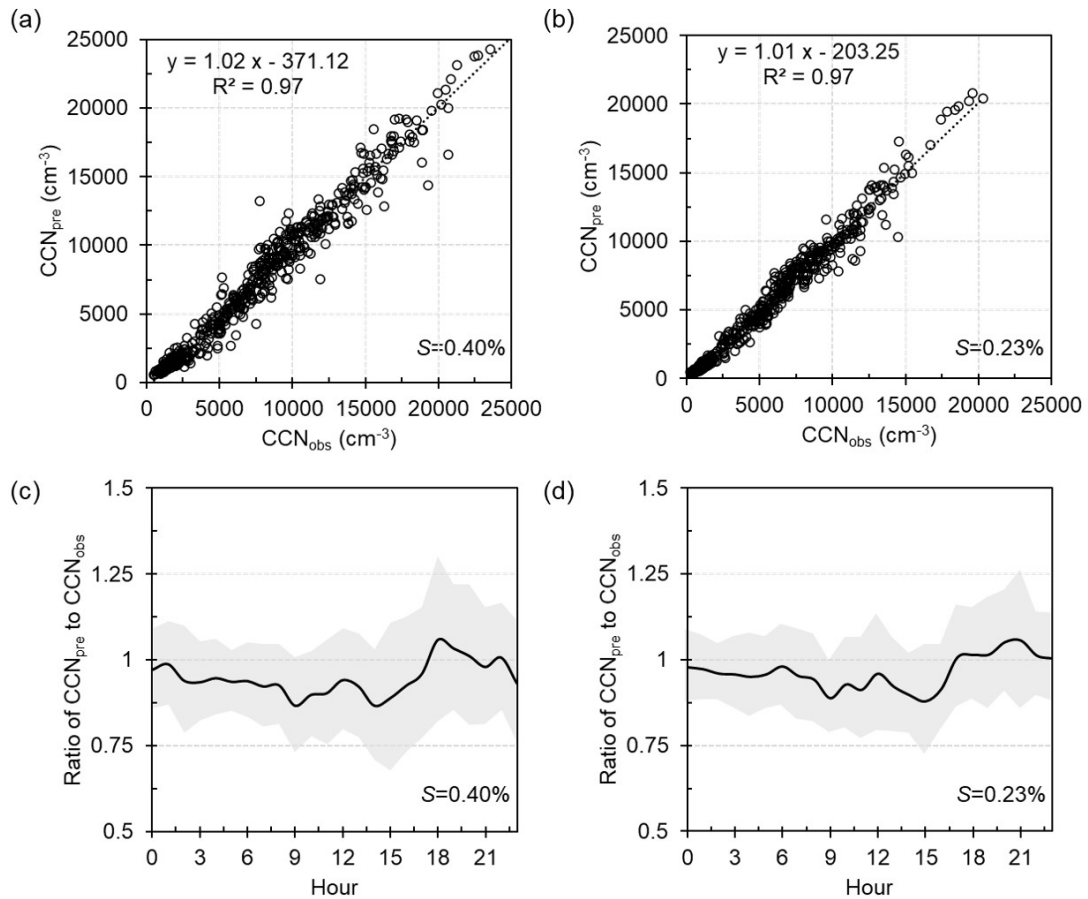 (a)
y = 1.02 x - 371.12
R² = 0.97
25000
20000
15000
10000
5000
0
CCNpre (cm⁻³)
S=0.40%
0 5000 10000 15000 20000 25000
CCNobs (cm⁻³)
(b)
y = 1.01 x - 203.25
R² = 0.97
25000
20000
15000
10000
5000
0
CCNpre (cm⁻³)
S=0.23%
0 5000 10000 15000 20000 25000
CCNobs (cm⁻³)
(c)
1.5
1.25
1
0.75
0.5
Ratio of CCNpre to CCNobs
S=0.40%
0 3 6 9 12 15 18 21
Hour
(d)
1.5
1.25
1
0.75
0.5
Ratio of CCNpre to CCNobs
S=0.23%
0 3 6 9 12 15 18 21
Hour